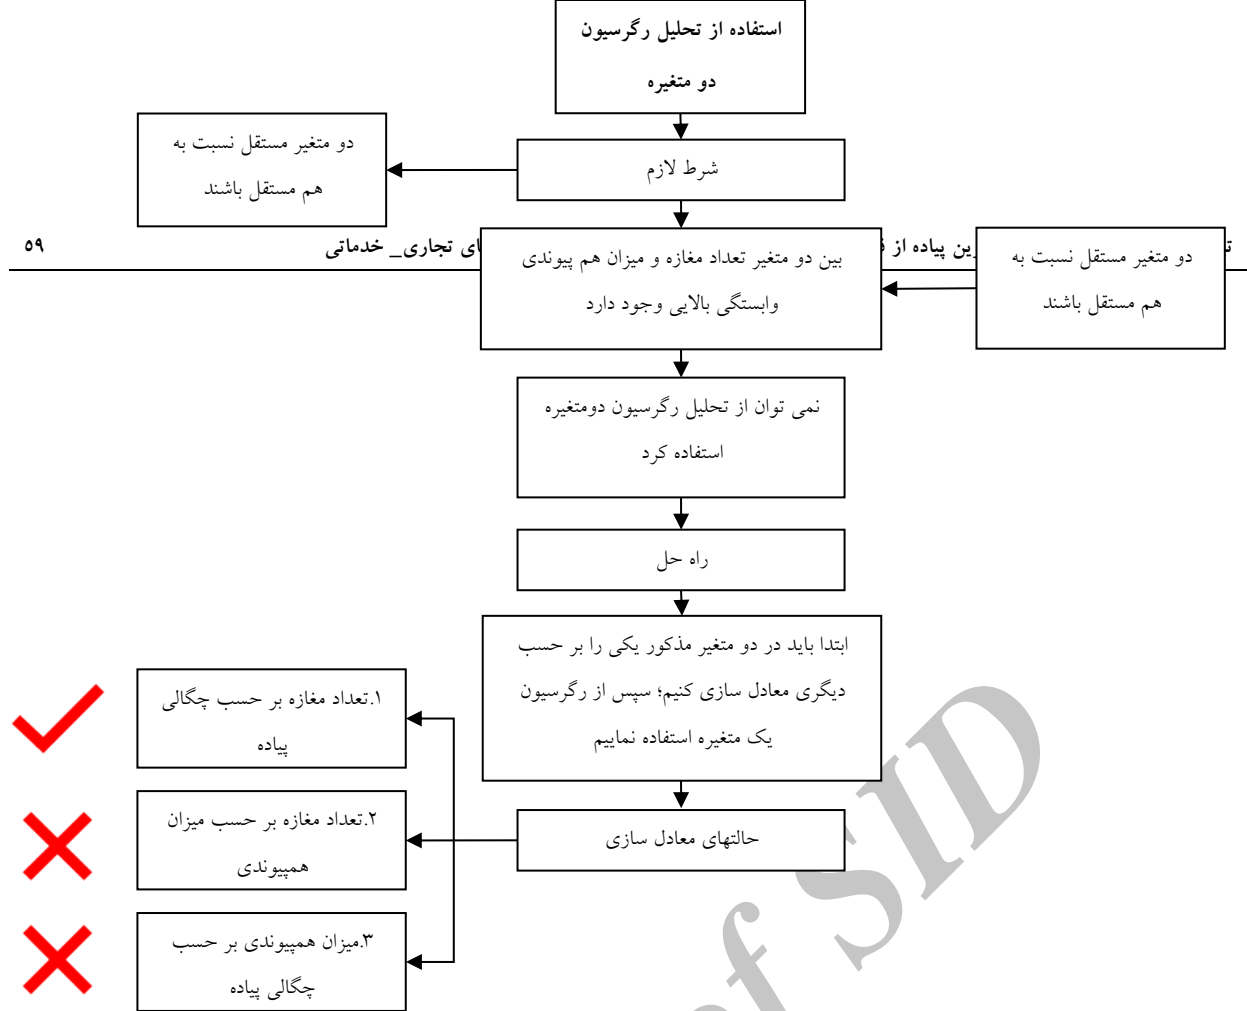 استفاده از تحلیل رگرسیون
دو متغیره
دو متغیر مستقل نسبت به
هم مستقل باشند
شرط لازم
۵۹
ای تجاری_ خدماتی
رین پیاده از
بین دو متغیر تعداد مغازه و میزان هم پیوندی
وابستگی بالایی وجود دارد
دو متغیر مستقل نسبت به
هم مستقل باشند
نمی توان از تحلیل رگرسیون دومتغیره
استفاده کرد
راه حل
ابتدا باید در دو متغیر مذکور یکی را بر حسب
دیگری معادل سازی کنیم؛ سپس از رگرسیون
یک متغیره استفاده نماییم
حالتهای معادل سازی
۱.تعداد مغازه بر حسب چگالی
پیاده
۲.تعداد مغازه بر حسب میزان
همپیوندی
۳.میزان همپیوندی بر حسب
چگالی پیاده
of SID